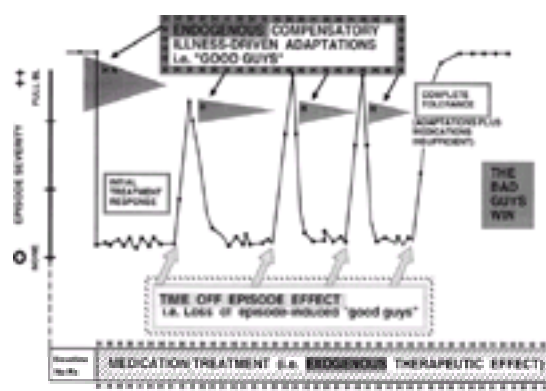 ENDOGENOUS COMPENSATORY
ILLNESS-DRIVEN ADAPTATIONS
i.e. "GOOD GUYS"
++
FULL BL
EPISODE SEVERITY
NONE
INITIAL
TREATMENT
RESPONSE
COMPLETE
TOLERANCE
(ADAPTATIONS PLUS
MEDICATIONS
INSUFFICIENT)
THE
BAD
GUYS
WIN
TIME OFF EPISODE EFFECT
i.e. Loss of episode-induced "good guys"
Duration
MEDICATION TREATMENT (i.e. EXOGENOUS THERAPEUTIC EFFECT)